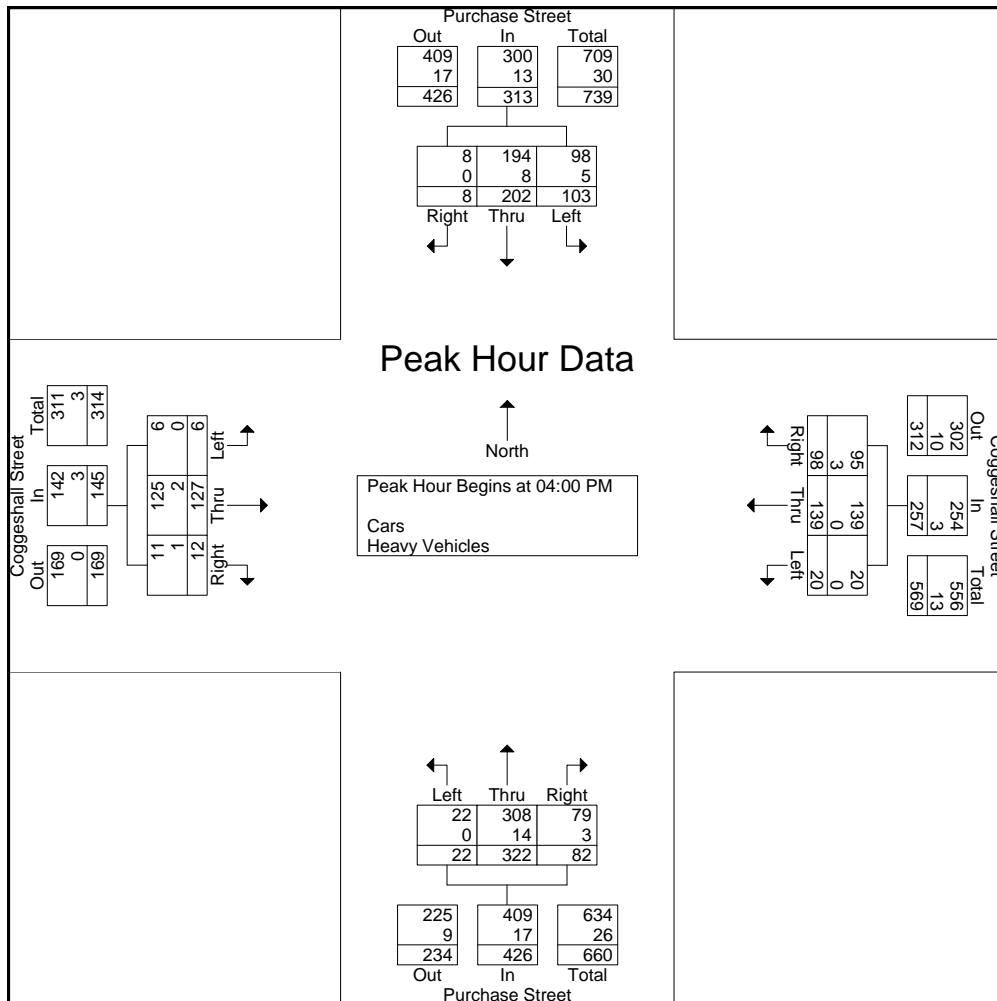 Purchase Street
Out In Total
409 300 709
17 13 30
426 313 739
8 194 98
0 8 5
8 202 103
Right Thru Left
Peak Hour Data
North
Peak Hour Begins at 04:00 PM
Cars
Heavy Vehicles
Coggeshall Street
Total In Out
311 142 169
3 3 0
314 145 169
6 125 11
0 2 1
6 127 12
Left Thru Right
Coggeshall Street
Out In Total
302 254 556
10 3 13
312 257 569
95 139 20
3 0 0
98 139 20
Right Thru Left
Left Thru Right
22 308 79
0 14 3
22 322 82
225 409 634
9 17 26
234 426 660
Out In Total
Purchase Street